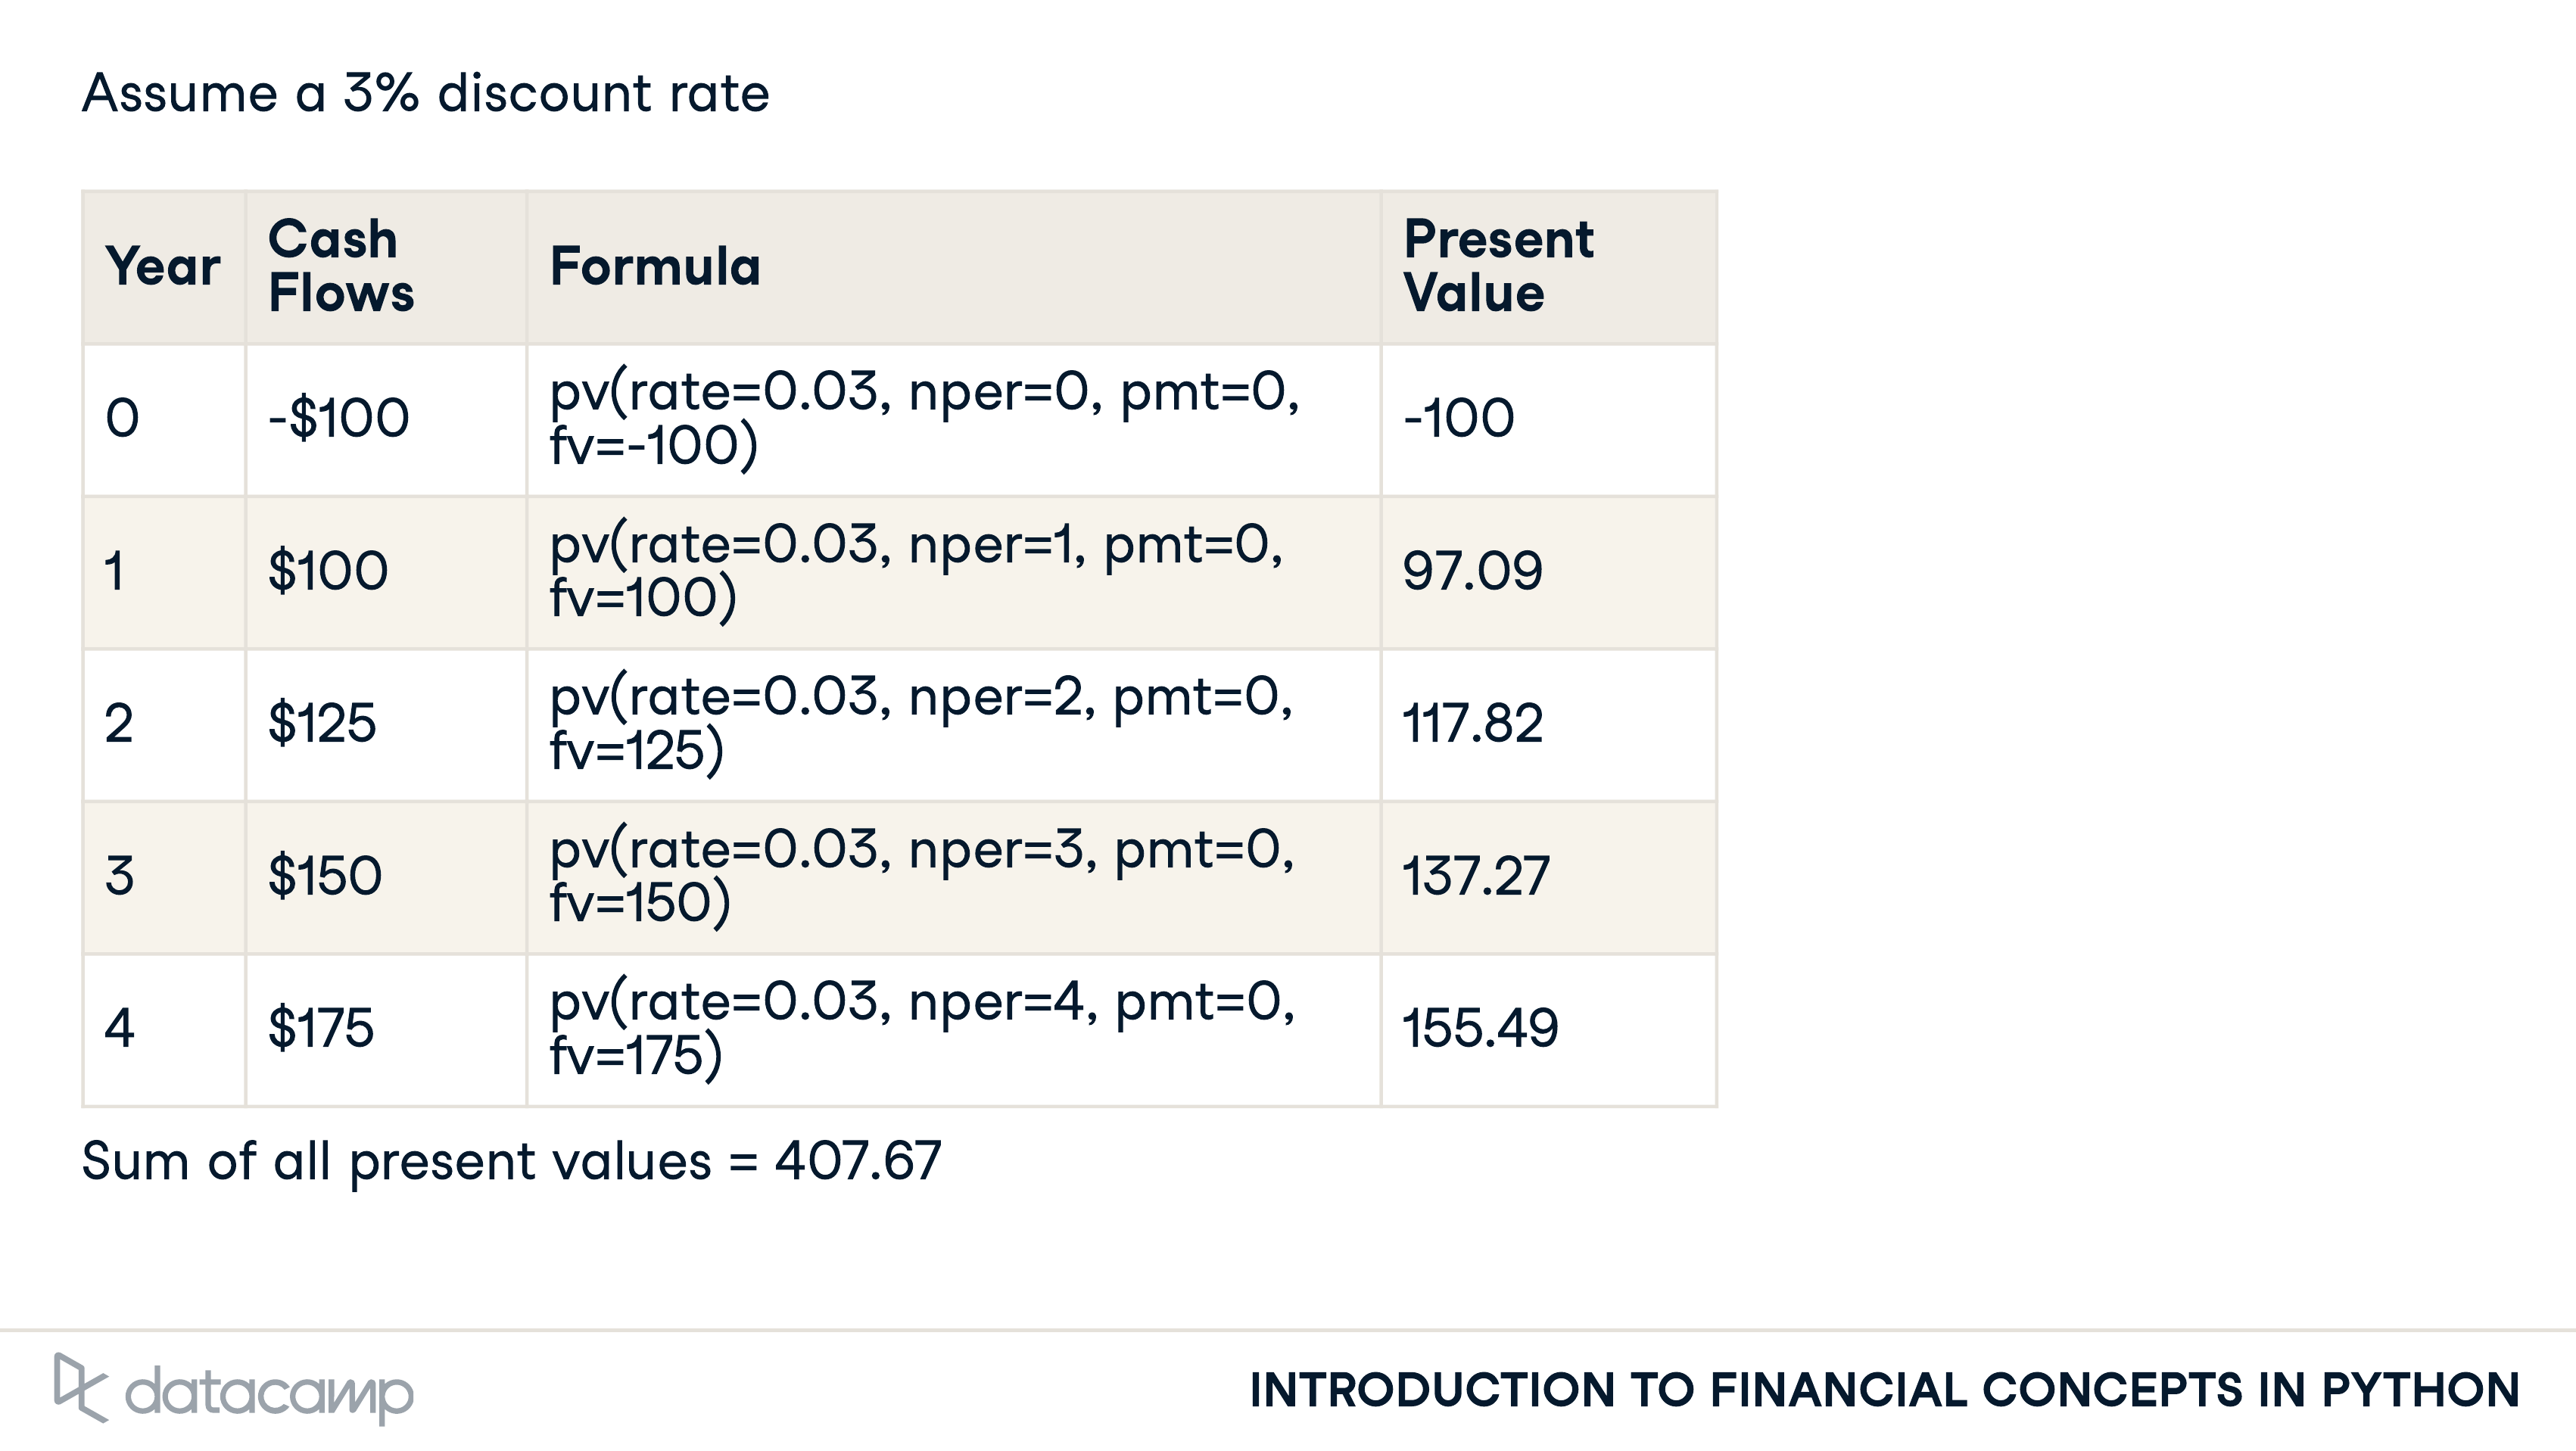 Assume a 3% discount rate
Year
Cash
Flows
Formula
Present
Value
0
-$100
pv(rate=0.03, nper=0, pmt=0,
fv=-100)
-100
1
$100
pv(rate=0.03, nper=1, pmt=0,
fv=100)
97.09
2
$125
pv(rate=0.03, nper=2, pmt=0,
fv=125)
117.82
3
$150
pv(rate=0.03, nper=3, pmt=0,
fv=150)
137.27
4
$175
pv(rate=0.03, nper=4, pmt=0,
fv=175)
155.49
Sum of all present values = 407.67
datacamp
INTRODUCTION TO FINANCIAL CONCEPTS IN PYTHON